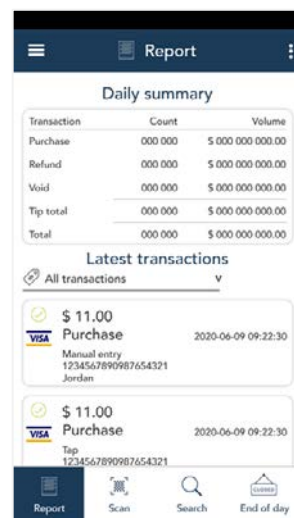 Report
Daily summary
Transaction Count Volume
Purchase 000 000 $ 000 000 000.00
Refund 000 000 $ 000 000 000.00
Void 000 000 $ 000 000 000.00
Tip total 000 000 $ 000 000 000.00
Total 000 000 $ 000 000 000.00
Latest transactions
All transactions v
$ 11.00
VISA Purchase 2020-06-09 09:22:30
Manual entry
1234567890987654321
Jordan
$ 11.00
VISA Purchase 2020-06-09 09:22:30
Tap
1234567890987654321
CLOSED
Report Scan Search End of day